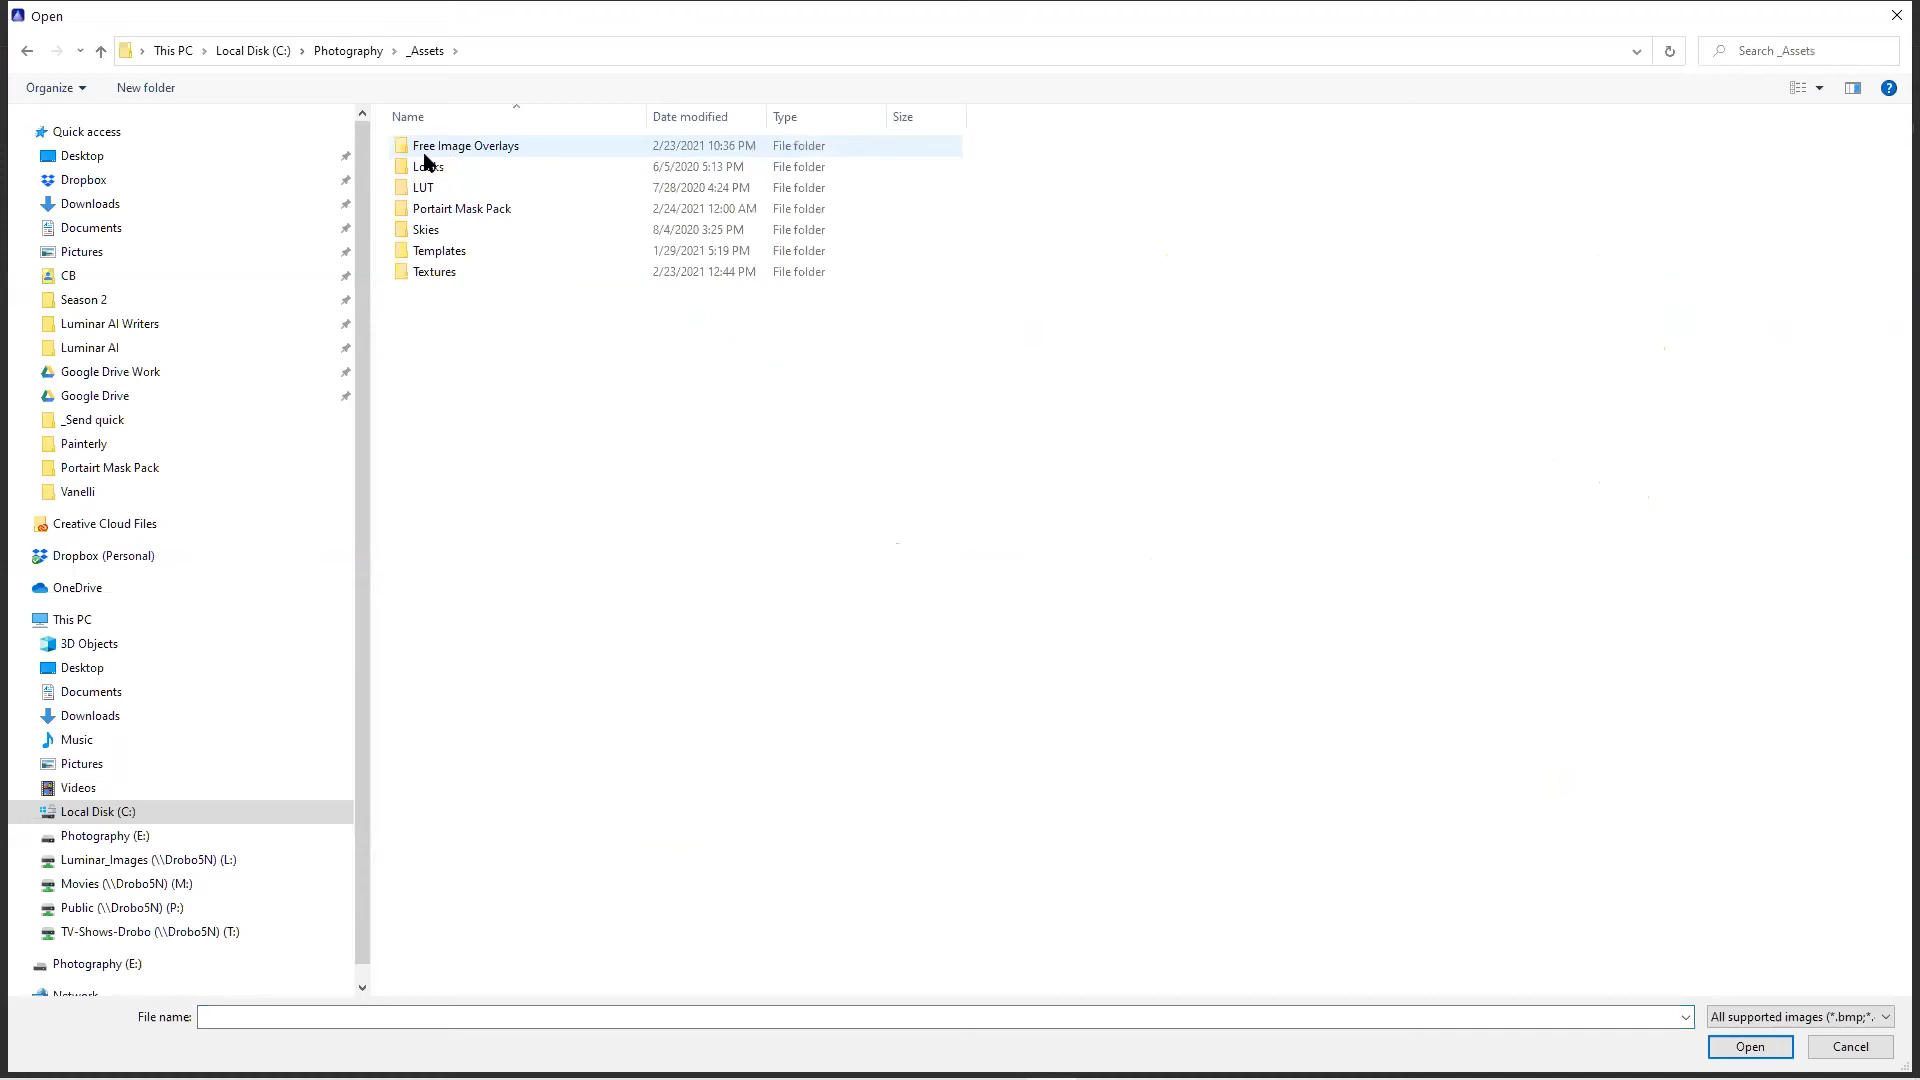 Open
This PC > Local Disk (C:) > Photography > _Assets >
Search _Assets
Organize
New folder
Name Date modified Type Size
Free Image Overlays 2/23/2021 10:36 PM File folder
6/5/2020 5:13 PM File folder
LUT 7/28/2020 4:24 PM File folder
Portairt Mask Pack 2/24/2021 12:00 AM File folder
Skies 8/4/2020 3:25 PM File folder
Templates 1/29/2021 5:19 PM File folder
Textures 2/23/2021 12:44 PM File folder
Quick access
Desktop
Dropbox
Downloads
Documents
Pictures
CB
Season 2
Luminar AI Writers
Luminar AI
Google Drive Work
Google Drive
_Send quick
Painterly
Portairt Mask Pack
Vanelli
Creative Cloud Files
Dropbox (Personal)
OneDrive
This PC
3D Objects
Desktop
Documents
Downloads
Music
Pictures
Videos
Local Disk (C:)
Photography (E:)
Luminar_Images (\\Drobo5N) (L:)
Movies (\\Drobo5N) (M:)
Public (\\Drobo5N) (P:)
TV-Shows-Drobo (\\Drobo5N) (T:)
Photography (E:)
Network
File name:
All supported images (*.bmp;*.
Open
Cancel